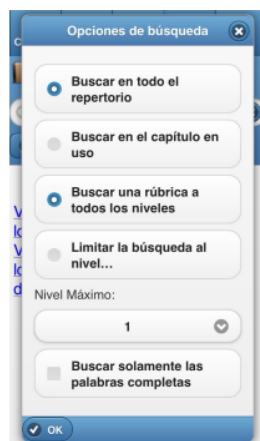 Opciones de búsqueda
Buscar en todo el
repertorio
Buscar en el capítulo en
uso
Buscar una rúbrica a
todos los niveles
Limitar la búsqueda al
nivel...
Nivel Máximo:
1
Buscar solamente las
palabras completas
OK